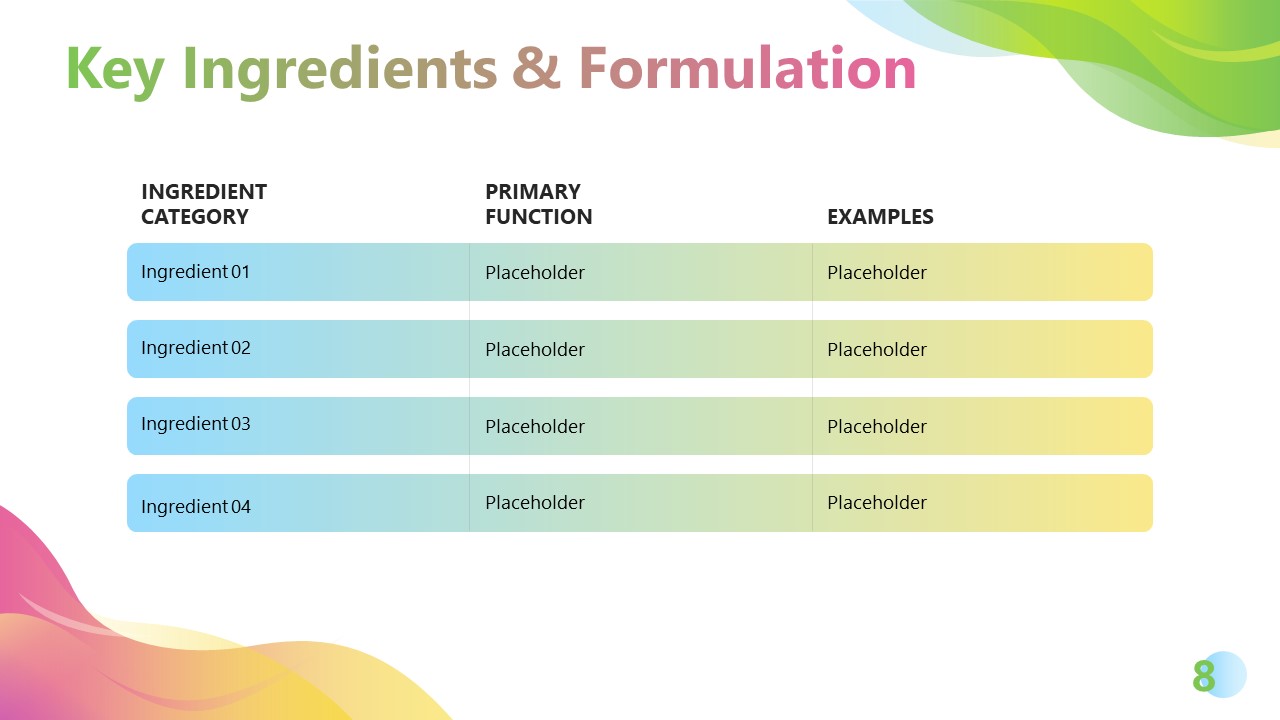 Key Ingredients & Formulation
INGREDIENT CATEGORY
PRIMARY FUNCTION
EXAMPLES
Ingredient 01
Placeholder
Placeholder
Ingredient 02
Placeholder
Placeholder
Ingredient 03
Placeholder
Placeholder
Ingredient 04
Placeholder
Placeholder
8